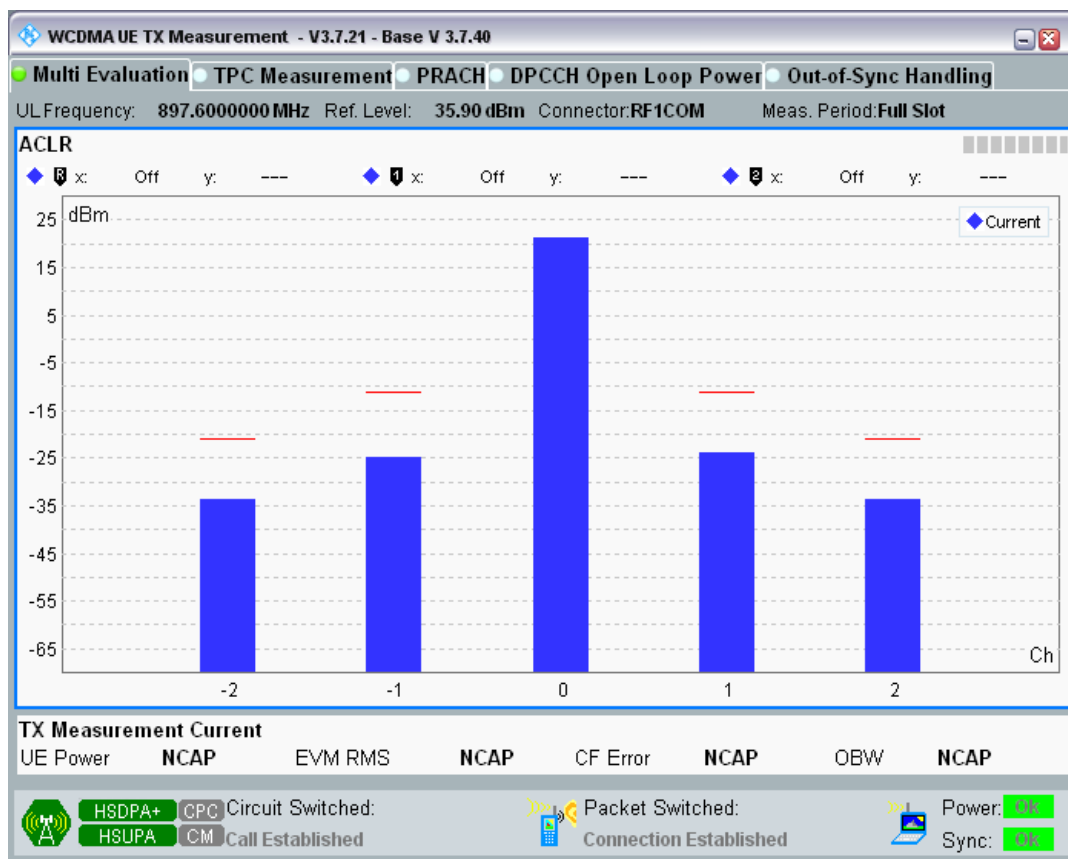 WCDMA UE TX Measurement - V3.7.21 - Base V 3.7.40
Multi Evaluation TPC Measurement PRACH DPCCH Open Loop Power Out-of-Sync Handling
UL Frequency: 897.6000000 MHz Ref. Level: 35.90 dBm Connector:RF1COM Meas. Period:Full Slot
ACLR
R x: Off y: --- 1 x: Off y: --- 2 x: Off y: ---
25 dBm Current
15
5
-5
-15
-25
-35
-45
-55
-65 Ch
-2 -1 0 1 2
TX Measurement Current
UE Power NCAP EVM RMS NCAP CF Error NCAP OBW NCAP
HSDPA+ CPC Circuit Switched: Packet Switched: Power: Ok
HSUPA CM Call Established Connection Established Sync: Ok